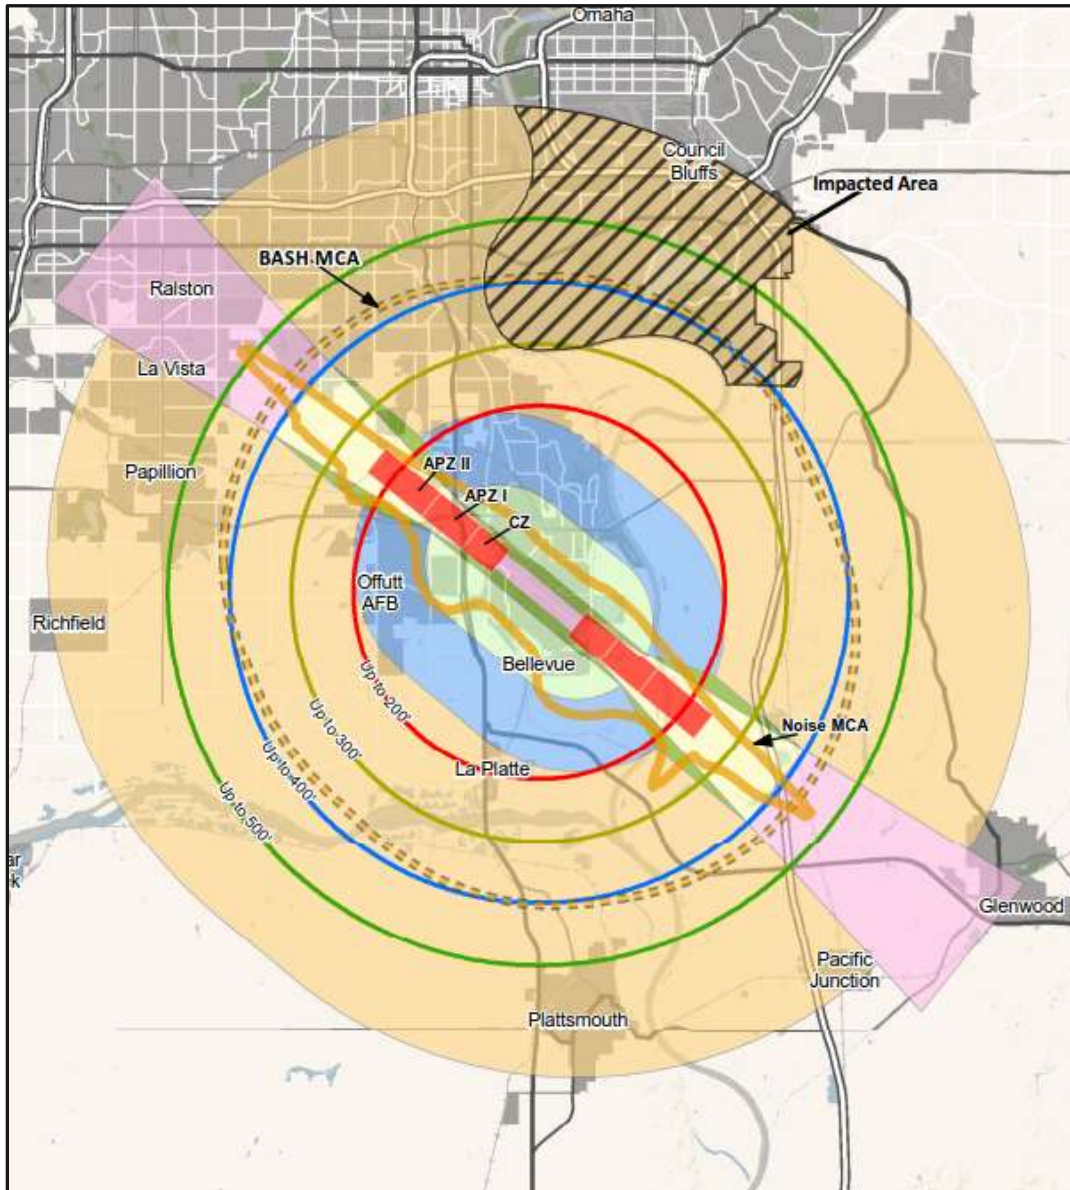 Omaha
Council
Bluffs
Impacted Area
BASH MCA
Ralston
La Vista
Papillion
APZ II
APZ I
CZ
Offutt
AFB
Richfield
Bellevue
Up to 200'
Up to 300'
Noise MCA
Up to 400'
La Platte
Up to 500'
ar
k
Glenwood
Pacific
Junction
Plattsmouth